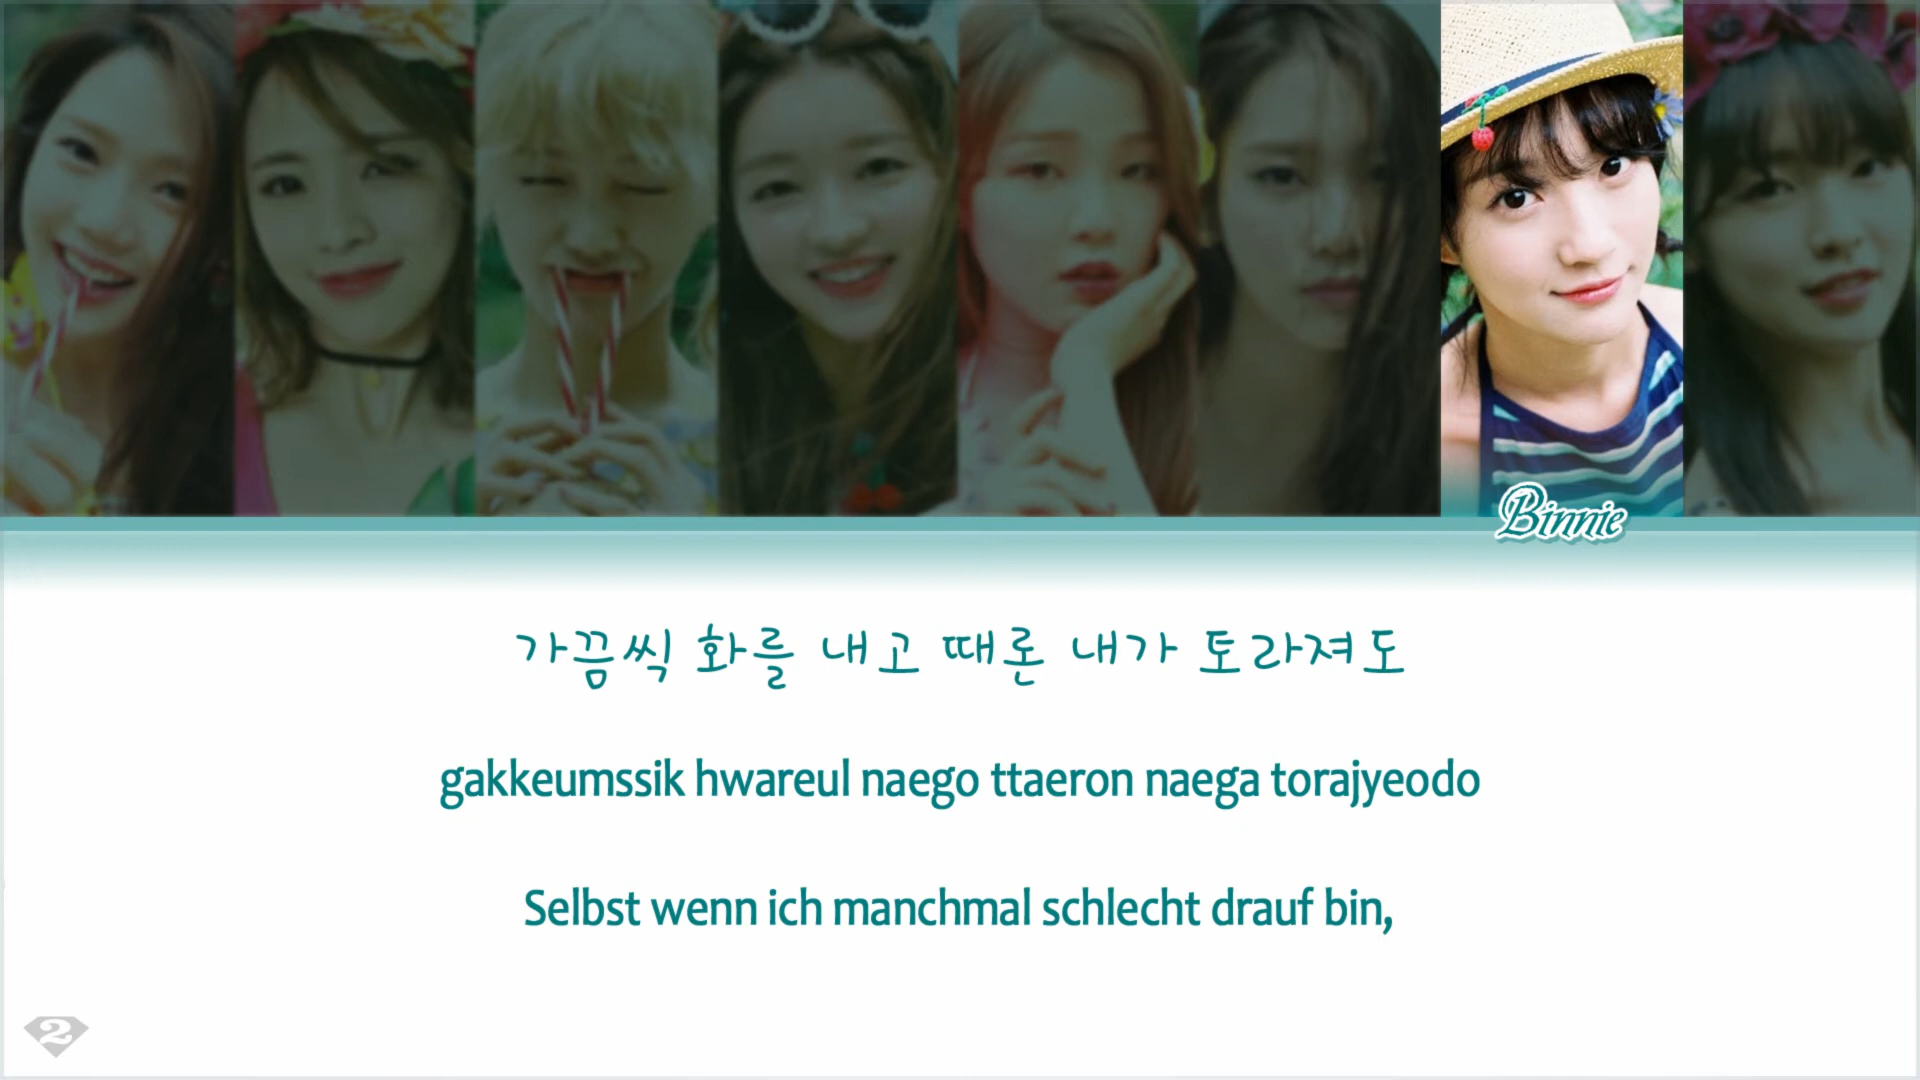 Binnie
가끔씩 화를 내고 때론 내가 토라져도
gakkeumssik hwareul naego ttaeron naega torajyeodo
Selbst wenn ich manchmal schlecht drauf bin,
2